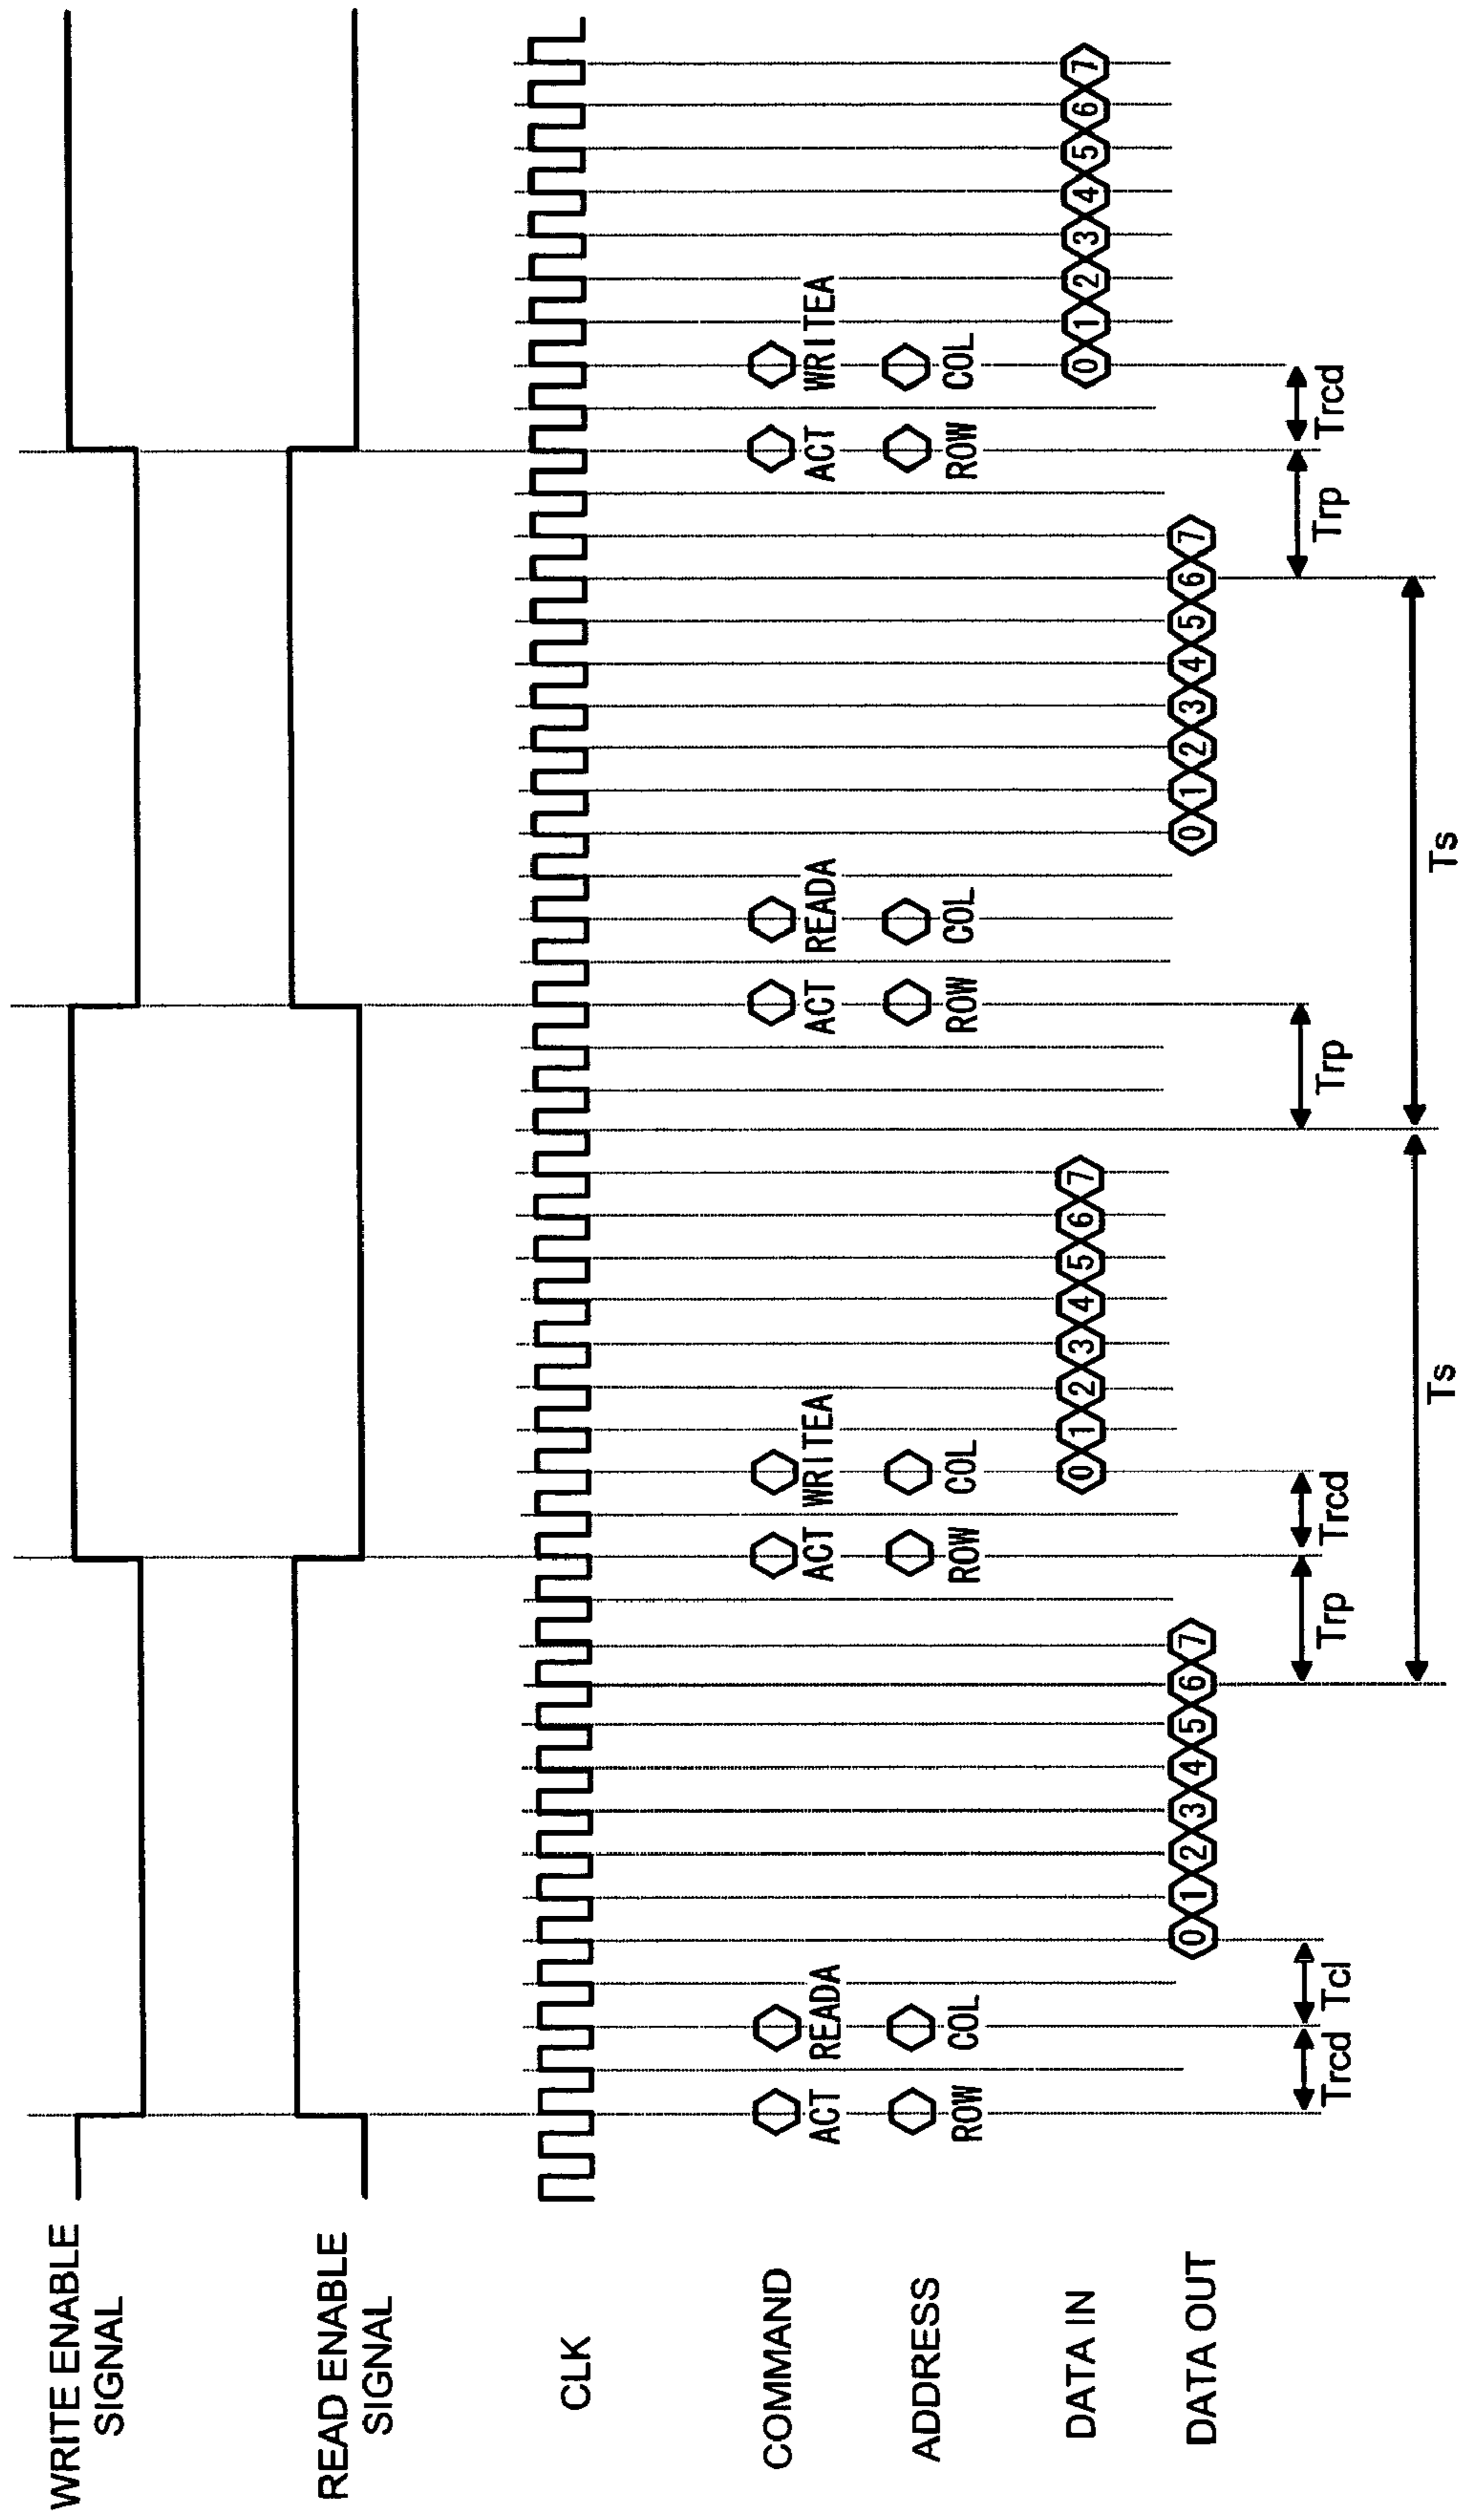 WRITE ENABLE
SIGNAL
READ ENABLE
SIGNAL
CLK
COMMAND
ACT READA ACT WRITEA ACT READA ACT WRITEA
ADDRESS
ROW COL ROW COL ROW COL ROW COL
DATA IN
0 1 2 3 4 5 6 7 0 1 2 3 4 5 6 7
DATA OUT
0 1 2 3 4 5 6 7 0 1 2 3 4 5 6 7
Trcd Tcl Trp Trcd Trp Trp Trcd
Ts Ts